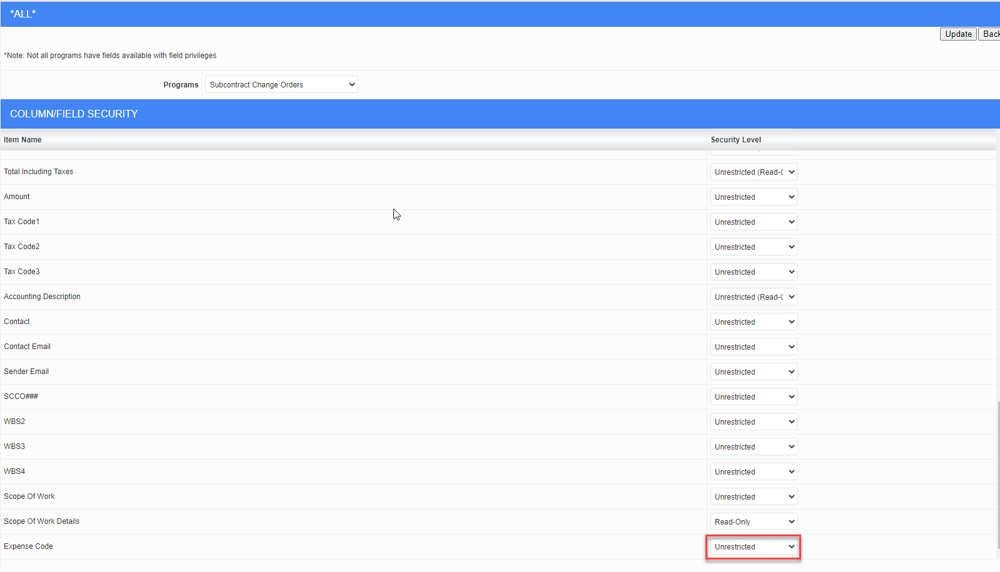 *ALL*
Update Back
*Note: Not all programs have fields available with field privileges
Programs Subcontract Change Orders
COLUMN/FIELD SECURITY
Item Name Security Level
Total Including Taxes Unrestricted (Read-O
Amount Unrestricted
Tax Code1 Unrestricted
Tax Code2 Unrestricted
Tax Code3 Unrestricted
Accounting Description Unrestricted (Read-O
Contact Unrestricted
Contact Email Unrestricted
Sender Email Unrestricted
SCCO### Unrestricted
WBS2 Unrestricted
WBS3 Unrestricted
WBS4 Unrestricted
Scope Of Work Unrestricted
Scope Of Work Details Read-Only
Expense Code Unrestricted